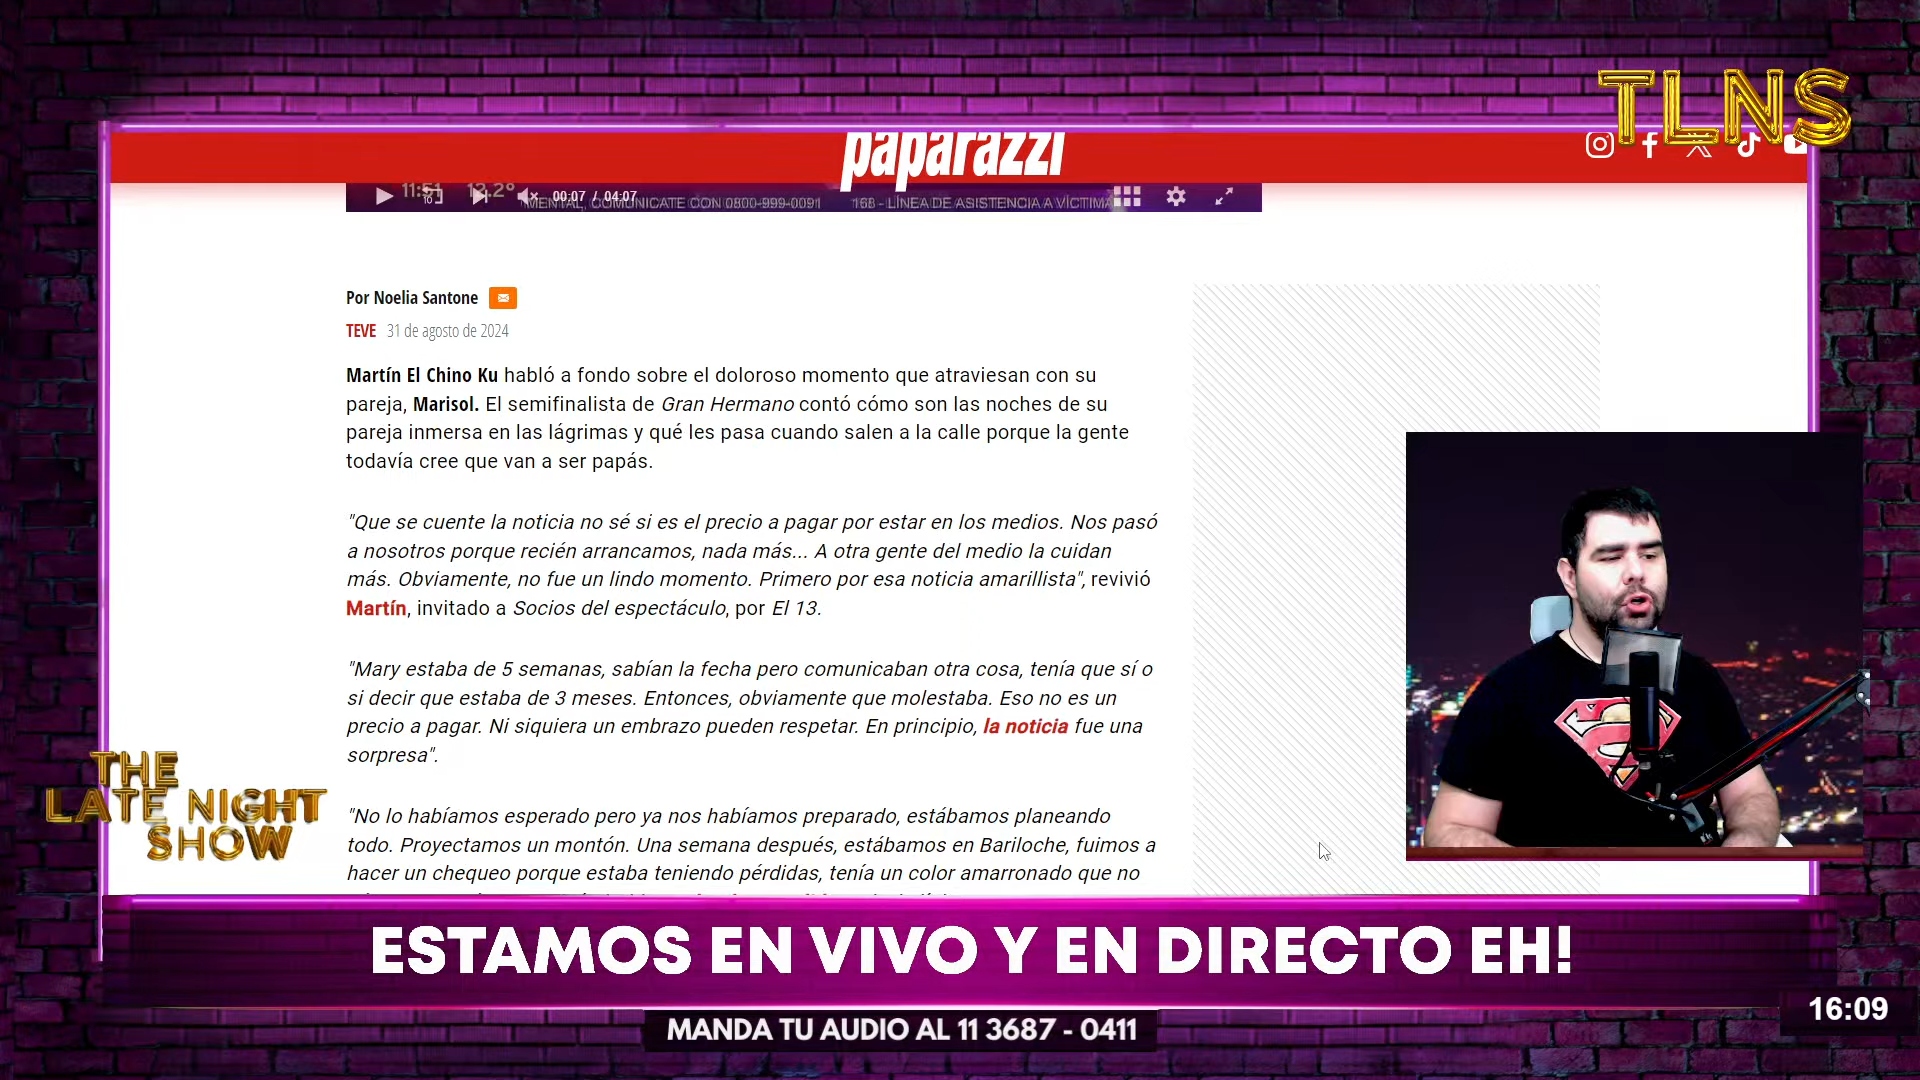 TLNS
paparazzi
11:51 12.2°
10
00:07 / 04:07
MENTAL, COMUNICATE CON 0800-999-0091 168 - LÍNEA DE ASISTENCIA A VÍCTIMA
Por Noelia Santone
TEVE 31 de agosto de 2024
Martín El Chino Ku habló a fondo sobre el doloroso momento que atraviesan con su
pareja, Marisol. El semifinalista de Gran Hermano contó cómo son las noches de su
pareja inmersa en las lágrimas y qué les pasa cuando salen a la calle porque la gente
todavía cree que van a ser papás.
"Que se cuente la noticia no sé si es el precio a pagar por estar en los medios. Nos pasó
a nosotros porque recién arrancamos, nada más... A otra gente del medio la cuidan
más. Obviamente, no fue un lindo momento. Primero por esa noticia amarillista", revivió
Martín, invitado a Socios del espectáculo, por El 13.
"Mary estaba de 5 semanas, sabían la fecha pero comunicaban otra cosa, tenía que sí o
si decir que estaba de 3 meses. Entonces, obviamente que molestaba. Eso no es un
precio a pagar. Ni siquiera un embrazo pueden respetar. En principio, la noticia fue una
sorpresa".
"No lo habíamos esperado pero ya nos habíamos preparado, estábamos planeando
todo. Proyectamos un montón. Una semana después, estábamos en Bariloche, fuimos a
hacer un chequeo porque estaba teniendo pérdidas, tenía un color amarronado que no
THE
LATE NIGHT
SHOW
ESTAMOS EN VIVO Y EN DIRECTO EH!
16:09
MANDA TU AUDIO AL 11 3687 - 0411